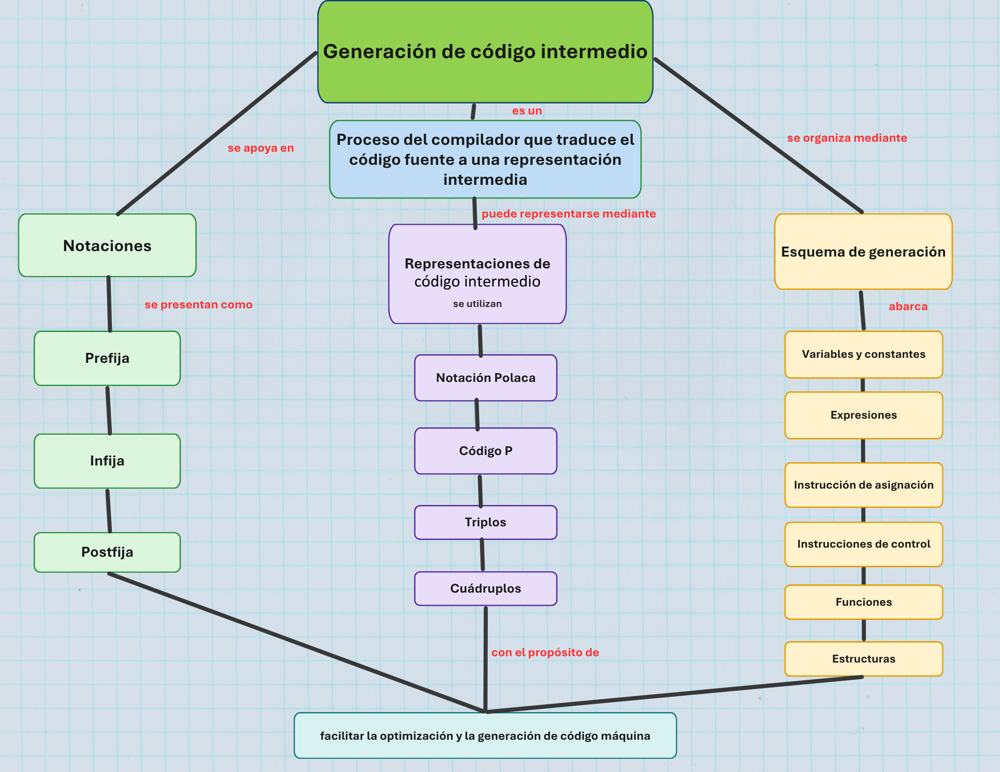 Generación de código intermedio
es un
Proceso del compilador que traduce el
código fuente a una representación
intermedia
se apoya en
se organiza mediante
puede representarse mediante
Notaciones
se presentan como
Prefija
Infija
Postfija
Representaciones de
código intermedio
se utilizan
Notación Polaca
Código P
Triplos
Cuádruplos
con el propósito de
Esquema de generación
abarca
Variables y constantes
Expresiones
Instrucción de asignación
Instrucciones de control
Funciones
Estructuras
facilitar la optimización y la generación de código máquina